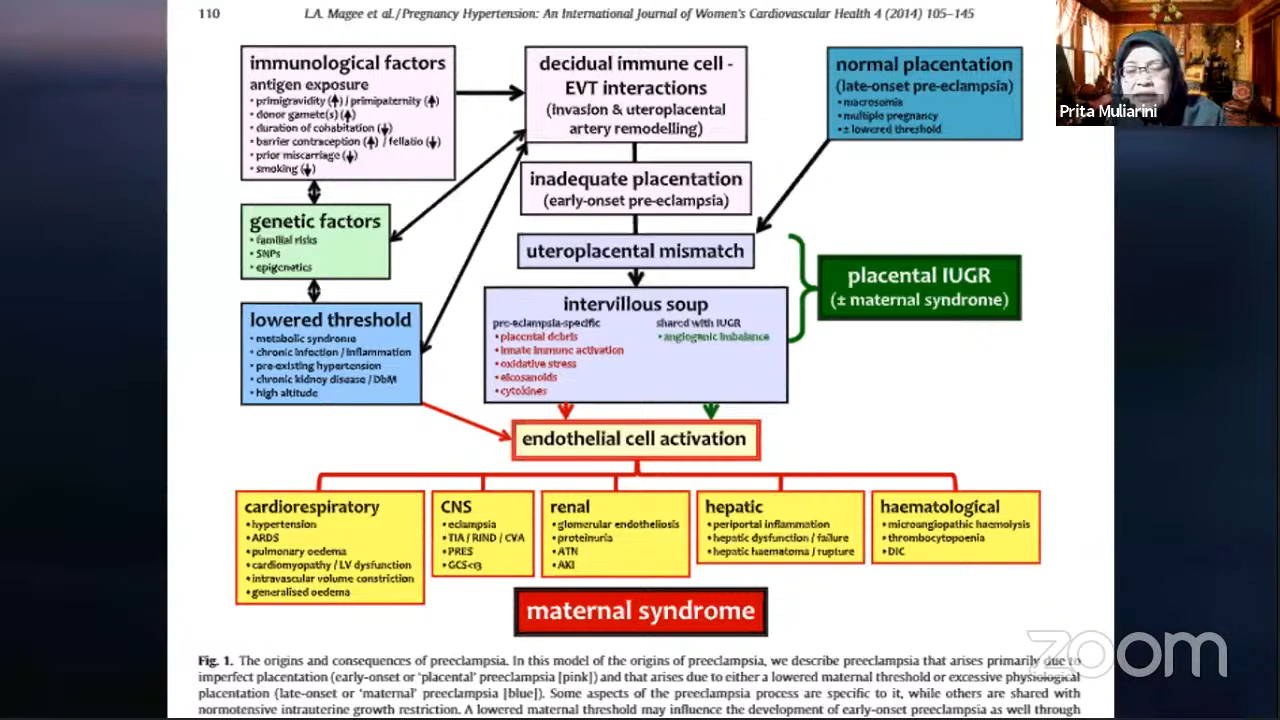 110
L.A. Magee et al. / Pregnancy Hypertension: An International Journal of Women's Cardiovascular Health 4 (2014) 105–145
immunological factors
antigen exposure
• primigravidity (↑) / primipaternity (↑)
• donor gamete(s) (↑)
• duration of cohabitation (↓)
• barrier contraception (↑) / fellatio (↓)
• prior miscarriage (↓)
• smoking (↓)
genetic factors
• familial risks
• SNPs
• epigenetics
lowered threshold
• metabolic syndrome
• chronic infection / inflammation
• pre-existing hypertension
• chronic kidney disease / DbM
• high altitude
decidual immune cell -
EVT interactions
(invasion & uteroplacental
artery remodelling)
inadequate placentation
(early-onset pre-eclampsia)
uteroplacental mismatch
intervillous soup
pre-eclampsia-specific
• placental debris
• innate immune activation
• oxidative stress
• eicosanoids
• cytokines
shared with IUGR
• angiogenic imbalance
normal placentation
(late-onset pre-eclampsia)
• macrosomia
• multiple pregnancy
• ± lowered threshold
placental IUGR
(± maternal syndrome)
endothelial cell activation
cardiorespiratory
• hypertension
• ARDS
• pulmonary oedema
• cardiomyopathy / LV dysfunction
• intravascular volume constriction
• generalised oedema
CNS
• eclampsia
• TIA / RIND / CVA
• PRES
• GCS<13
renal
• glomerular endotheliosis
• proteinuria
• ATN
• AKI
hepatic
• periportal inflammation
• hepatic dysfunction / failure
• hepatic haematoma / rupture
haematological
• microangiopathic haemolysis
• thrombocytopoenia
• DIC
maternal syndrome
Fig. 1. The origins and consequences of preeclampsia. In this model of the origins of preeclampsia, we describe preeclampsia that arises primarily due to
imperfect placentation (early-onset or 'placental' preeclampsia [pink]) and that arises due to either a lowered maternal threshold or excessive physiological
placentation (late-onset or 'maternal' preeclampsia [blue]). Some aspects of the preeclampsia process are specific to it, while others are shared with
normotensive intrauterine growth restriction. A lowered maternal threshold may influence the development of early-onset preeclampsia as well through
Prita Muliarini
zoom